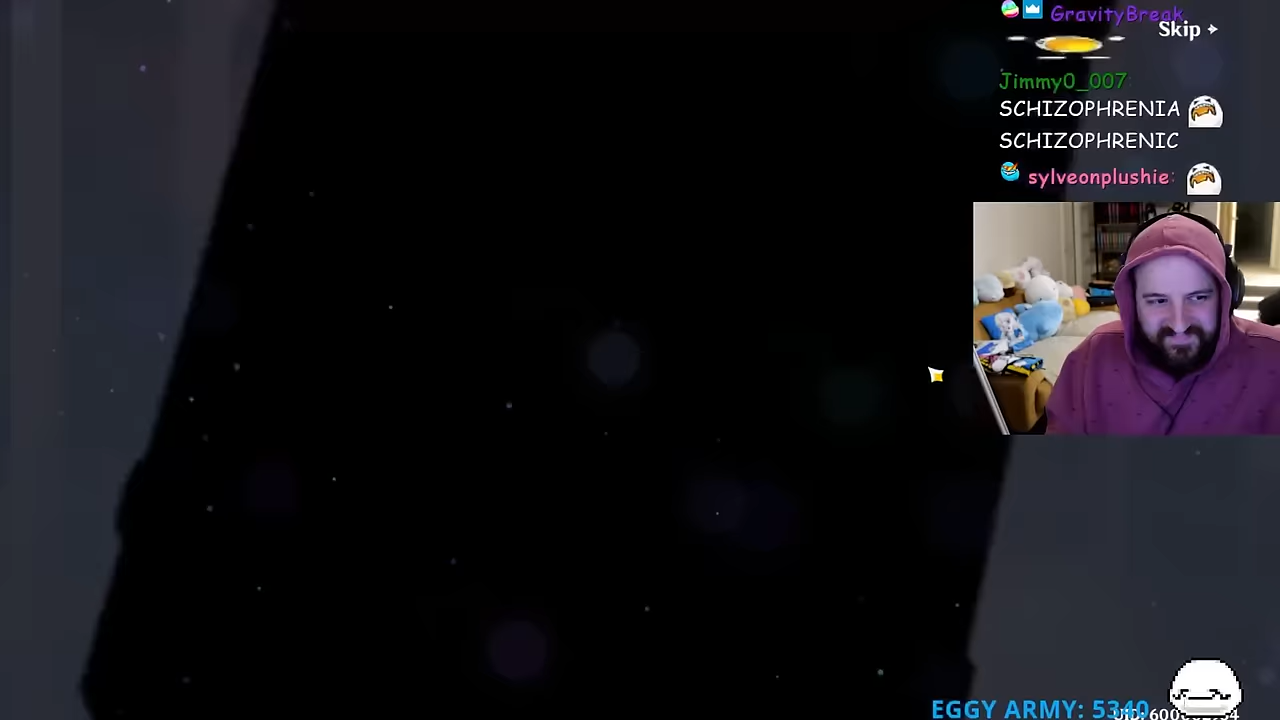 GravityBreak
Skip
Jimmy0_007
SCHIZOPHRENIA
SCHIZOPHRENIC
sylveonplushie:
EGGY ARMY: 5340